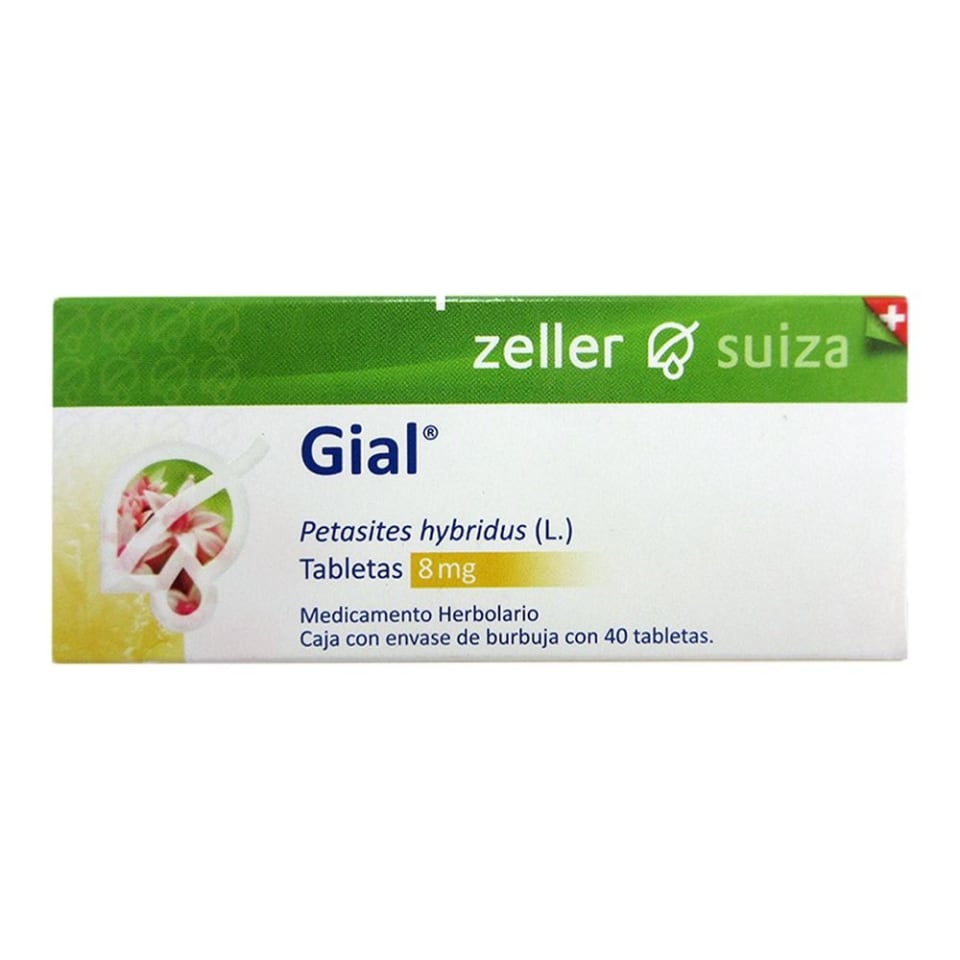 zeller suiza
Gial®
Petasites hybridus (L.)
Tabletas 8 mg
Medicamento Herbolario
Caja con envase de burbuja con 40 tabletas.